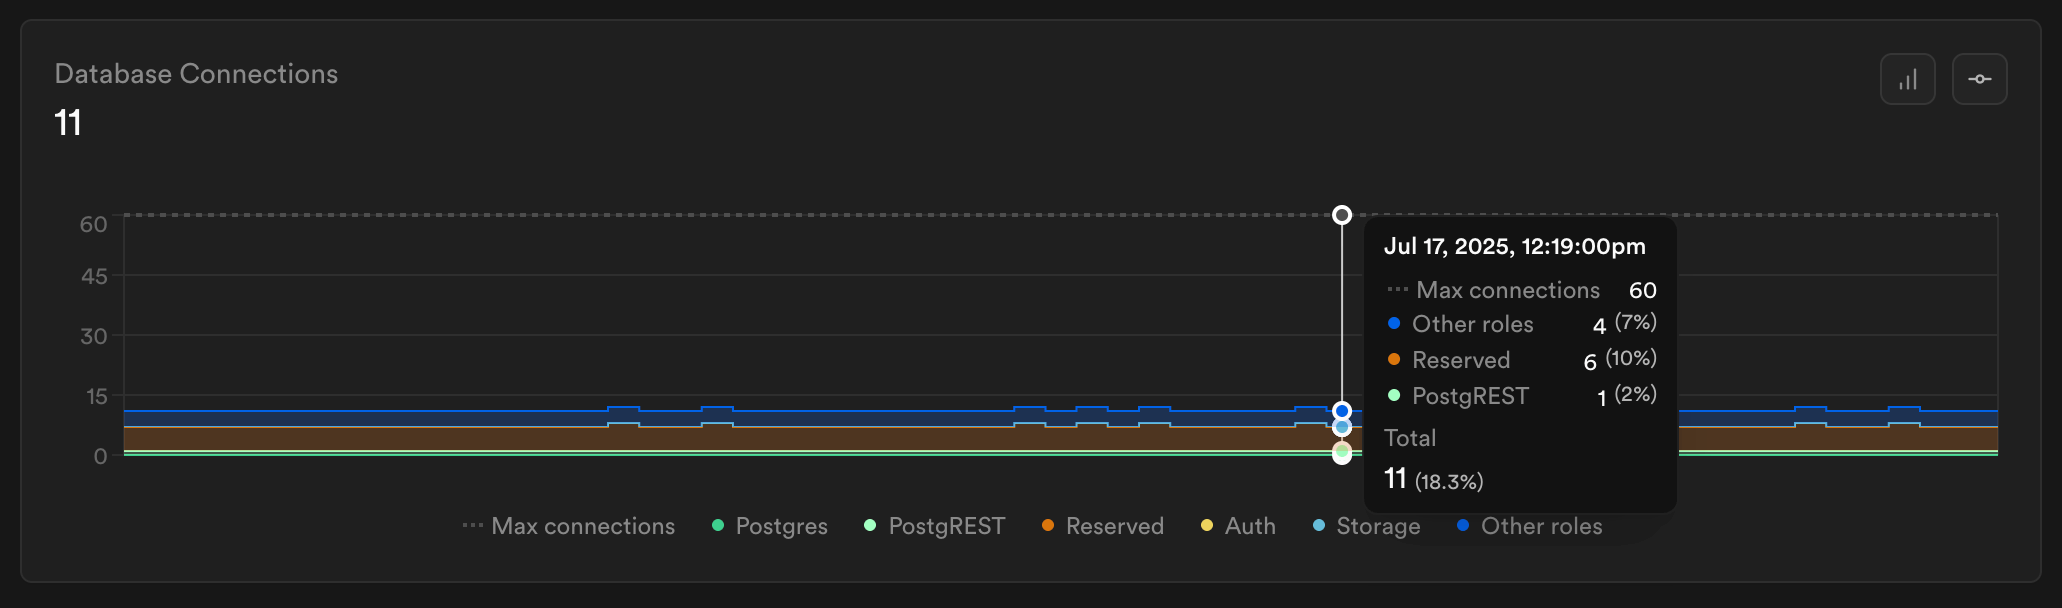 Database Connections
11
60
45
30
15
0
Jul 17, 2025, 12:19:00pm
Max connections 60
Other roles 4 (7%)
Reserved 6 (10%)
PostgREST 1 (2%)
Total
11 (18.3%)
Max connections Postgres PostgREST Reserved Auth Storage Other roles